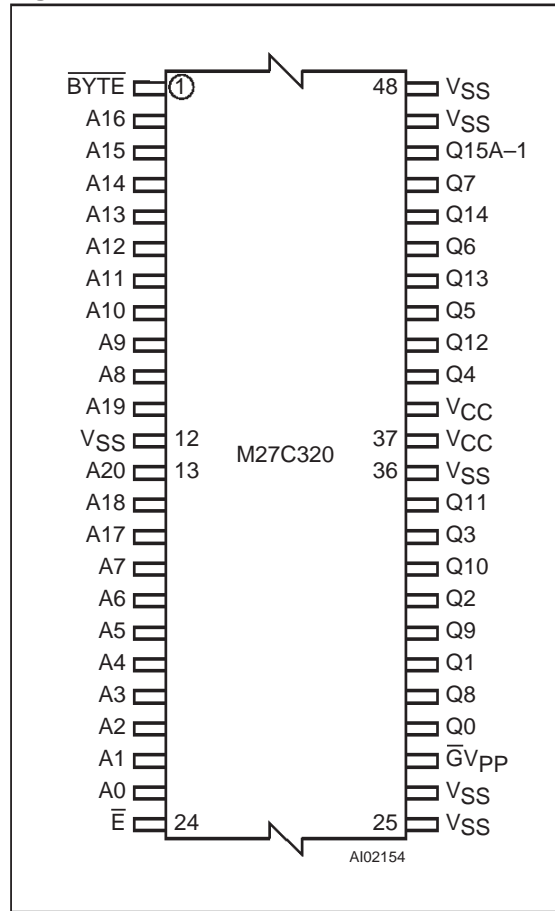 B̅Y̅T̅E̅ 1 48 VSS
A16 VSS
A15 Q15A–1
A14 Q7
A13 Q14
A12 Q6
A11 Q13
A10 Q5
A9 Q12
A8 Q4
A19 VCC
VSS 12 37 VCC
M27C320
A20 13 36 VSS
A18 Q11
A17 Q3
A7 Q10
A6 Q2
A5 Q9
A4 Q1
A3 Q8
A2 Q0
A1 G̅VPP
A0 VSS
E̅ 24 25 VSS
AI02154